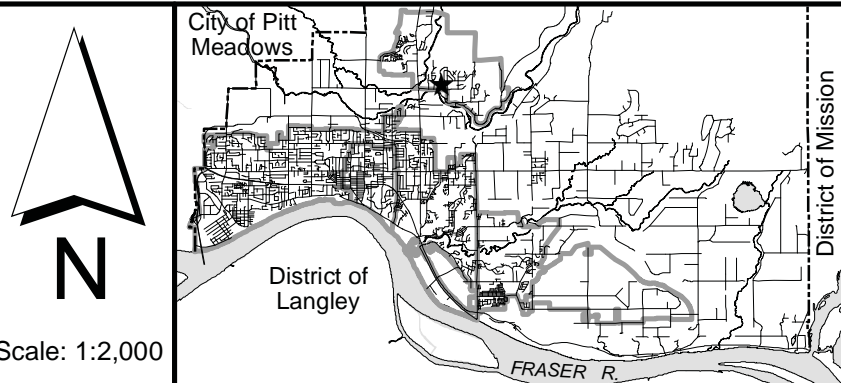 City of Pitt
Meadows
District of Mission
District of
Langley
N
Scale: 1:2,000
FRASER R.